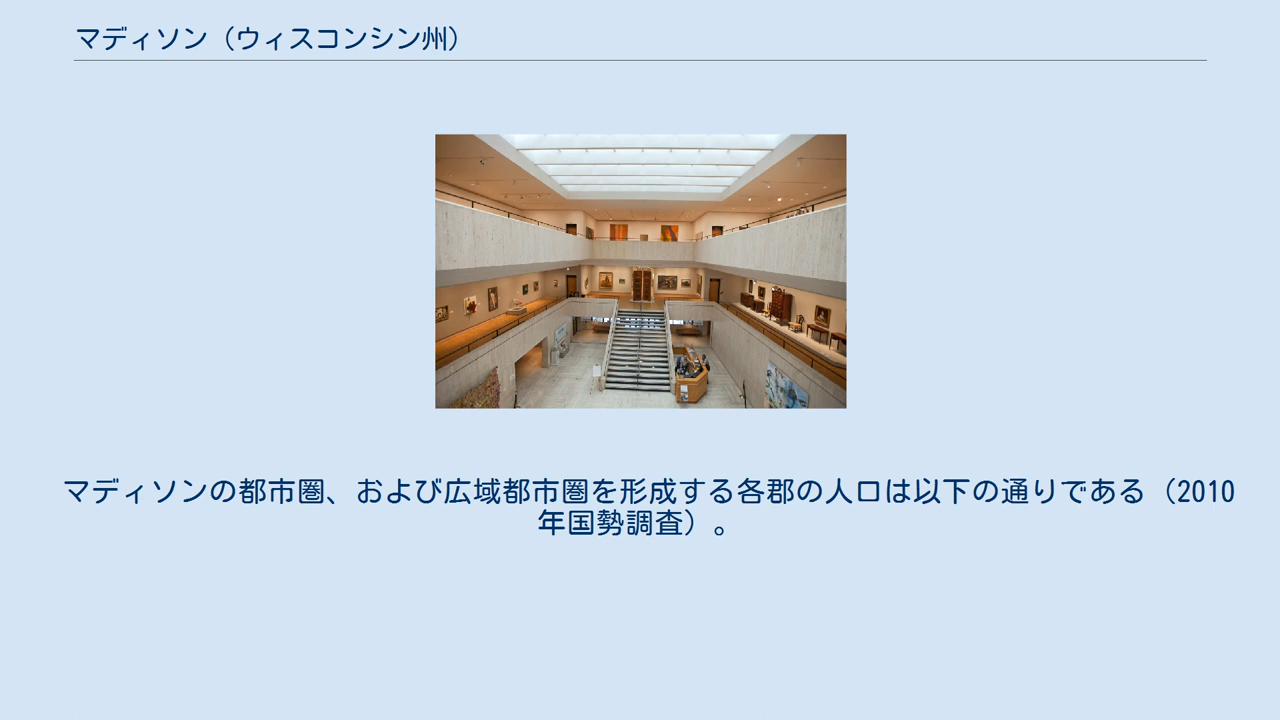 マディソン（ウィスコンシン州）
マディソンの都市圏、および広域都市圏を形成する各郡の人口は以下の通りである（2010
年国勢調査）。